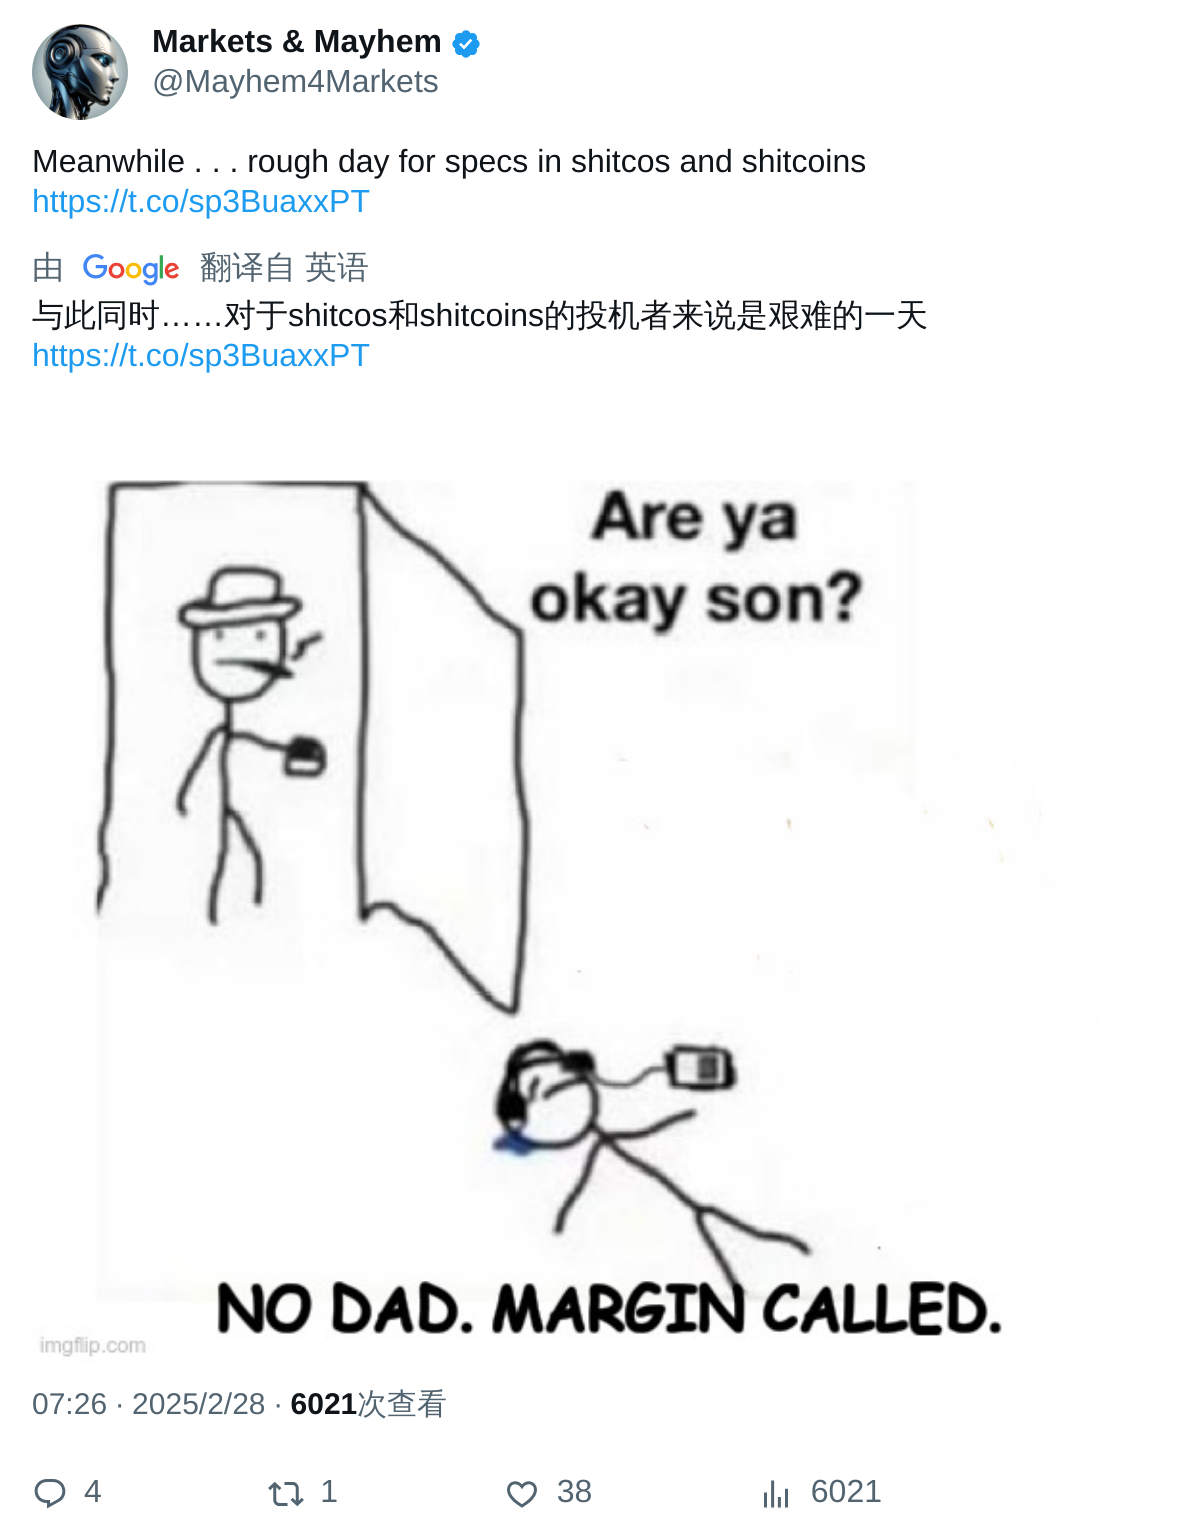 Markets & Mayhem
@Mayhem4Markets
Meanwhile . . . rough day for specs in shitcos and shitcoins
https://t.co/sp3BuaxxPT
由 Google 翻译自 英语
与此同时……对于shitcos和shitcoins的投机者来说是艰难的一天
https://t.co/sp3BuaxxPT
Are ya
okay son?
NO DAD. MARGIN CALLED.
imgflip.com
07:26 · 2025/2/28 · 6021次查看
4 1 38 6021